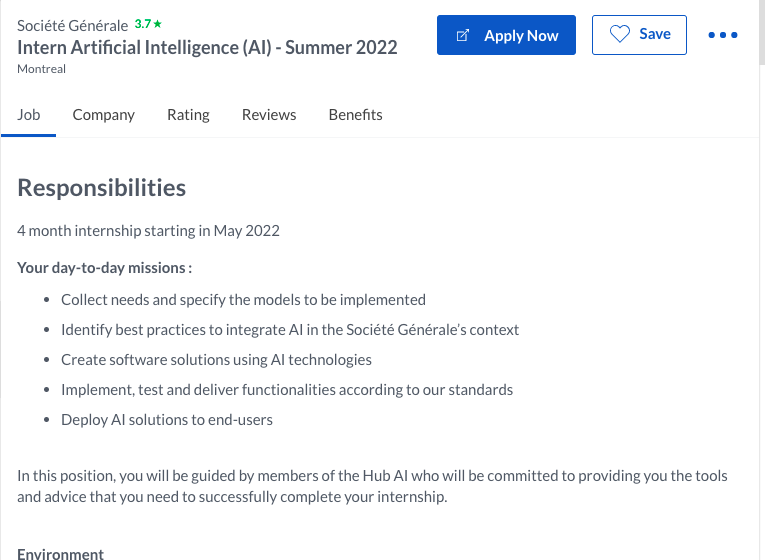 Société Générale 3.7 ★
Intern Artificial Intelligence (AI) - Summer 2022
Montreal
Apply Now
Save
Job
Company
Rating
Reviews
Benefits
Responsibilities
4 month internship starting in May 2022
Your day-to-day missions :
• Collect needs and specify the models to be implemented
• Identify best practices to integrate AI in the Société Générale's context
• Create software solutions using AI technologies
• Implement, test and deliver functionalities according to our standards
• Deploy AI solutions to end-users
In this position, you will be guided by members of the Hub AI who will be committed to providing you the tools
and advice that you need to successfully complete your internship.
Environment